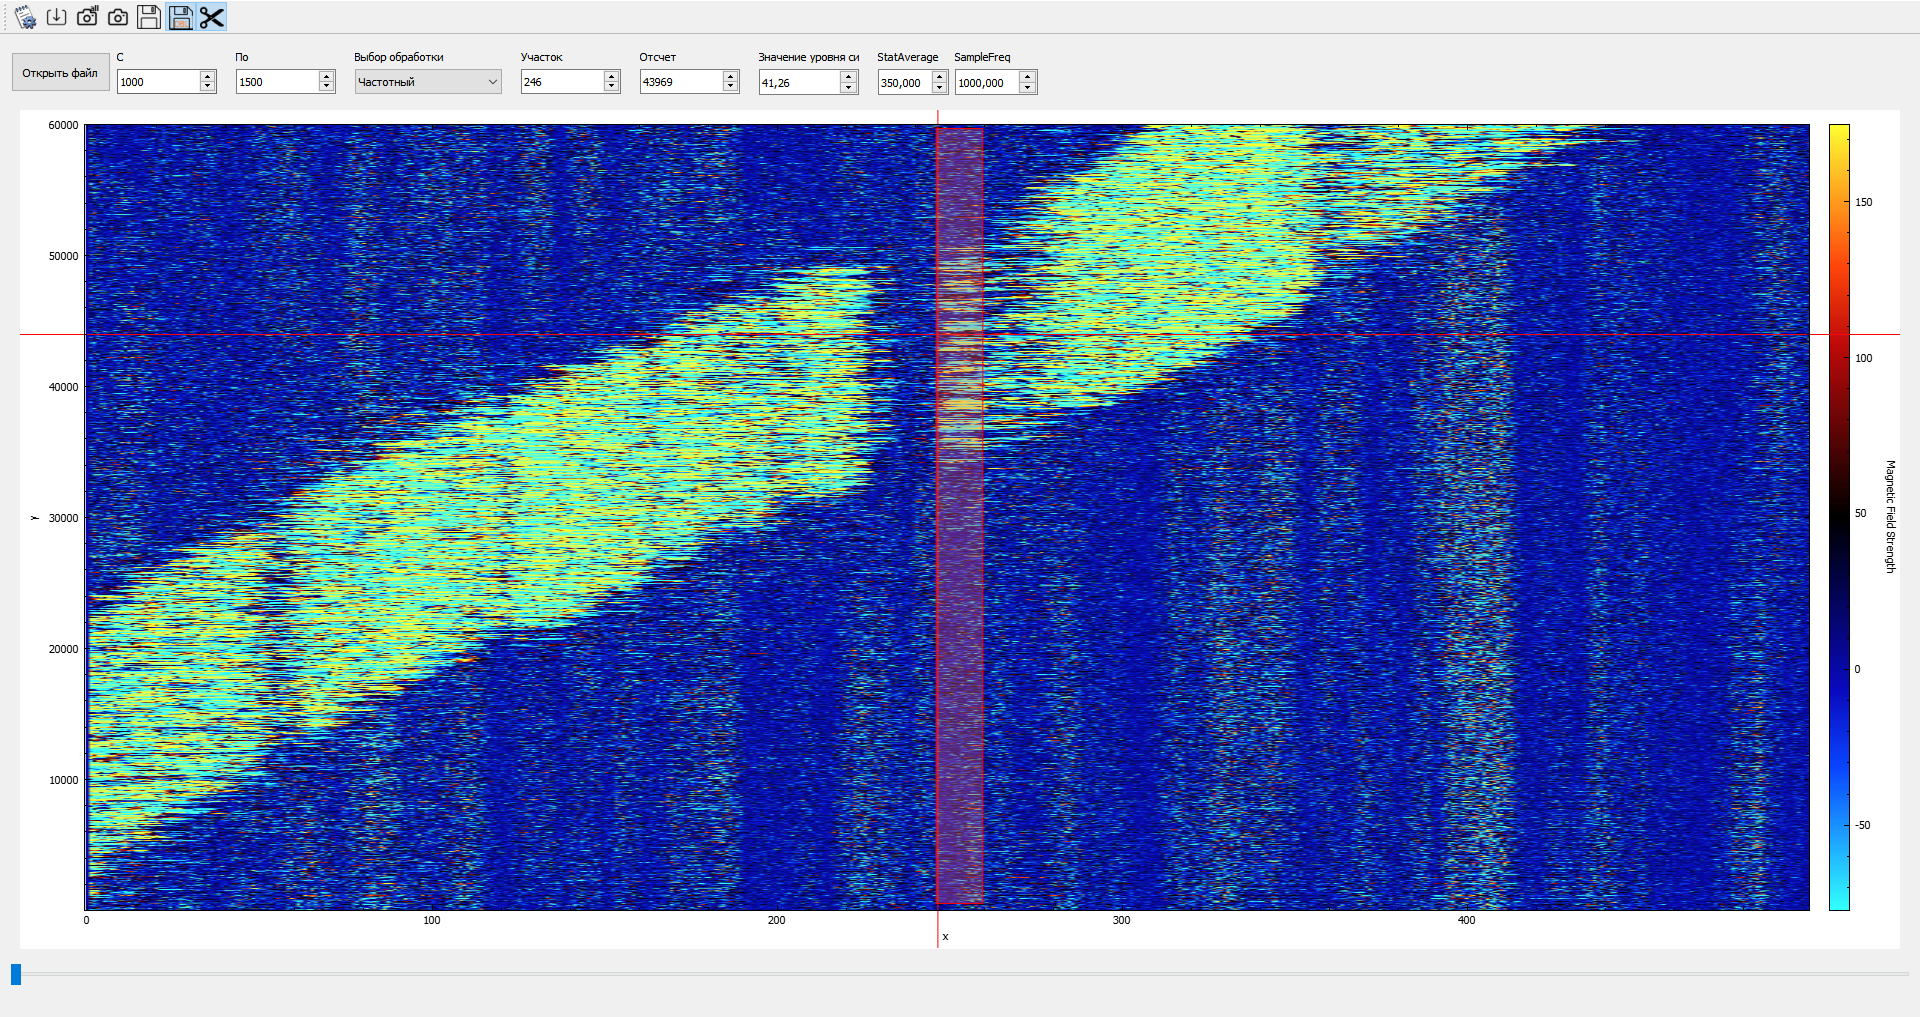 С По Выбор обработки Участок Отсчет Значение уровня си StatAverage SampleFreq
Открыть файл 1000 1500 Частотный 246 43969 41,26 350,000 1000,000
60000
50000
40000
30000
20000
10000
Y
0 100 200 300 400
x
150
100
50
0
-50
Magnetic Field Strength